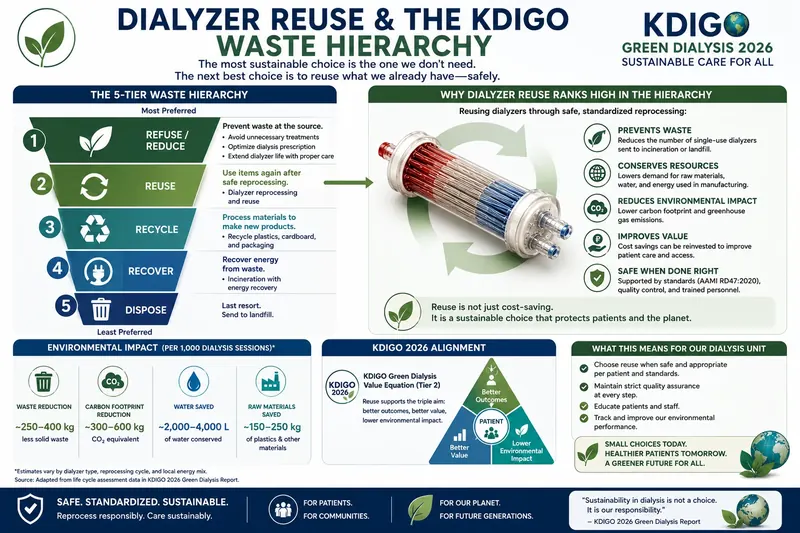 DIALYZER REUSE & THE KDIGO
WASTE HIERARCHY
The most sustainable choice is the one we don't need.
The next best choice is to reuse what we already have—safely.
KDIGO
GREEN DIALYSIS 2026
SUSTAINABLE CARE FOR ALL
THE 5-TIER WASTE HIERARCHY
Most Preferred
1
REFUSE /
REDUCE
Prevent waste at the source.
• Avoid unnecessary treatments
• Optimize dialysis prescription
• Extend dialyzer life with proper care
2
REUSE
Use items again after
safe reprocessing.
• Dialyzer reprocessing
and reuse
3
RECYCLE
Process materials to
make new products.
• Recycle plastics, cardboard,
and packaging
4
RECOVER
Recover energy
from waste.
• Incineration with
energy recovery
5
DISPOSE
Last resort.
Send to landfill.
Least Preferred
WHY DIALYZER REUSE RANKS HIGH IN THE HIERARCHY
Reusing dialyzers through safe, standardized reprocessing:
PREVENTS WASTE
Reduces the number of single-use dialyzers
sent to incineration or landfill.
CONSERVES RESOURCES
Lowers demand for raw materials,
water, and energy used in manufacturing.
CO₂
REDUCES ENVIRONMENTAL IMPACT
Lower carbon footprint and greenhouse
gas emissions.
IMPROVES VALUE
Cost savings can be reinvested to improve
patient care and access.
SAFE WHEN DONE RIGHT
Supported by standards (AAMI RD47:2020),
quality control, and trained personnel.
Reuse is not just cost-saving.
It is a sustainable choice that protects patients and the planet.
ENVIRONMENTAL IMPACT (PER 1,000 DIALYSIS SESSIONS)*
WASTE REDUCTION
~250–400 kg
less solid waste
CO₂
CARBON FOOTPRINT
REDUCTION
~300–600 kg
CO₂ equivalent
WATER SAVED
~2,000–4,000 L
of water conserved
RAW MATERIALS
SAVED
~150–250 kg
of plastics & other
materials
*Estimates vary by dialyzer type, reprocessing cycle, and local energy mix.
Source: Adapted from life cycle assessment data in KDIGO 2026 Green Dialysis Report.
KDIGO 2026 ALIGNMENT
KDIGO
2026
KDIGO Green Dialysis
Value Equation (Tier 2)
Reuse supports the triple aim:
better outcomes, better value,
lower environmental impact.
Better
Outcomes
PATIENT
Better
Value
Lower
Environmental
Impact
WHAT THIS MEANS FOR OUR DIALYSIS UNIT
Choose reuse when safe and appropriate
per patient and standards.
Maintain strict quality assurance
at every step.
Educate patients and staff.
Track and improve our environmental
performance.
SMALL CHOICES TODAY.
HEALTHIER PATIENTS TOMORROW.
A GREENER FUTURE FOR ALL.
SAFE. STANDARDIZED. SUSTAINABLE.
Reprocess responsibly. Care sustainably.
FOR PATIENTS.
FOR COMMUNITIES.
FOR OUR PLANET.
FOR FUTURE GENERATIONS.
"Sustainability in dialysis is not a choice.
It is our responsibility."
– KDIGO 2026 Green Dialysis Report